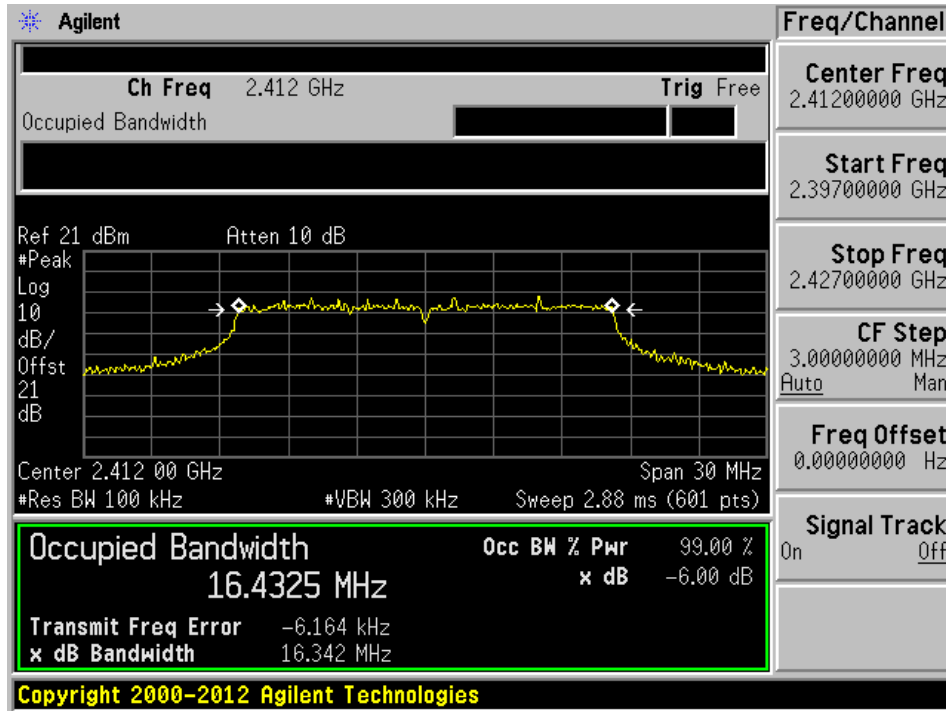 Agilent
Freq/Channel
Ch Freq 2.412 GHz Trig Free
Occupied Bandwidth
Center Freq
2.41200000 GHz
Start Freq
2.39700000 GHz
Stop Freq
2.42700000 GHz
CF Step
3.00000000 MHz
Auto Man
Freq Offset
0.00000000 Hz
Signal Track
On Off
Ref 21 dBm Atten 10 dB
#Peak
Log
10
dB/
Offst
21
dB
Center 2.412 00 GHz Span 30 MHz
#Res BW 100 kHz #VBW 300 kHz Sweep 2.88 ms (601 pts)
Occupied Bandwidth Occ BW % Pwr 99.00 %
16.4325 MHz x dB -6.00 dB
Transmit Freq Error -6.164 kHz
x dB Bandwidth 16.342 MHz
Copyright 2000-2012 Agilent Technologies